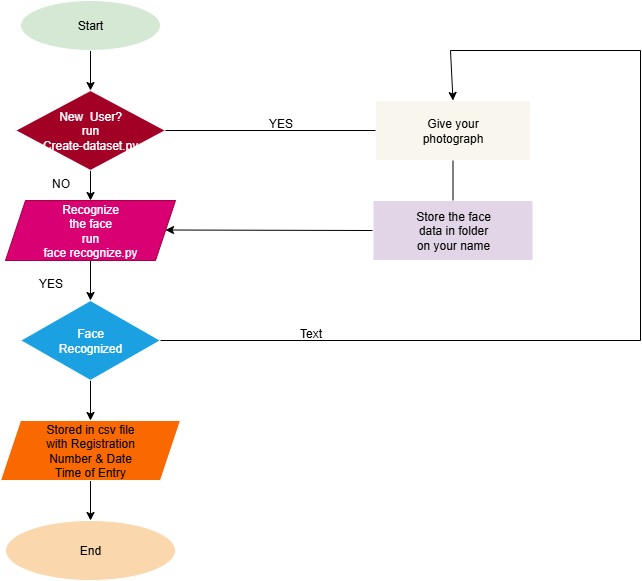 Start
New User?
run
Create-dataset.py
YES
Give your
photograph
NO
Recognize
the face
run
face recognize.py
Store the face
data in folder
on your name
YES
Face
Recognized
Text
Stored in csv file
with Registration
Number & Date
Time of Entry
End